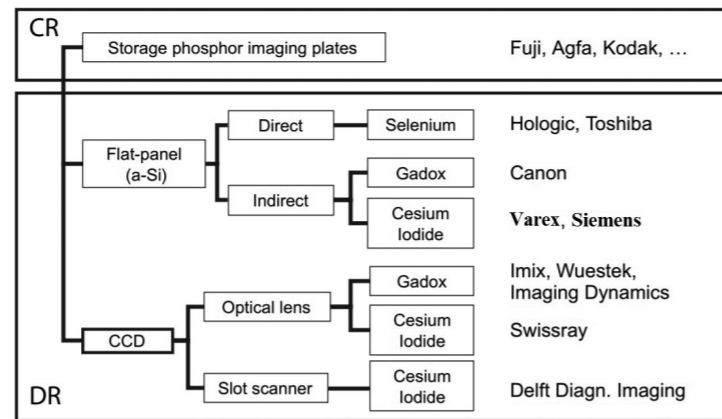 CR
Storage phosphor imaging plates
Fuji, Agfa, Kodak, …
Flat-panel
(a-Si)
Direct
Selenium
Hologic, Toshiba
Indirect
Gadox
Canon
Cesium
Iodide
Varex, Siemens
CCD
Optical lens
Gadox
Imix, Wuestek,
Imaging Dynamics
Cesium
Iodide
Swissray
Slot scanner
Cesium
Iodide
Delft Diagn. Imaging
DR